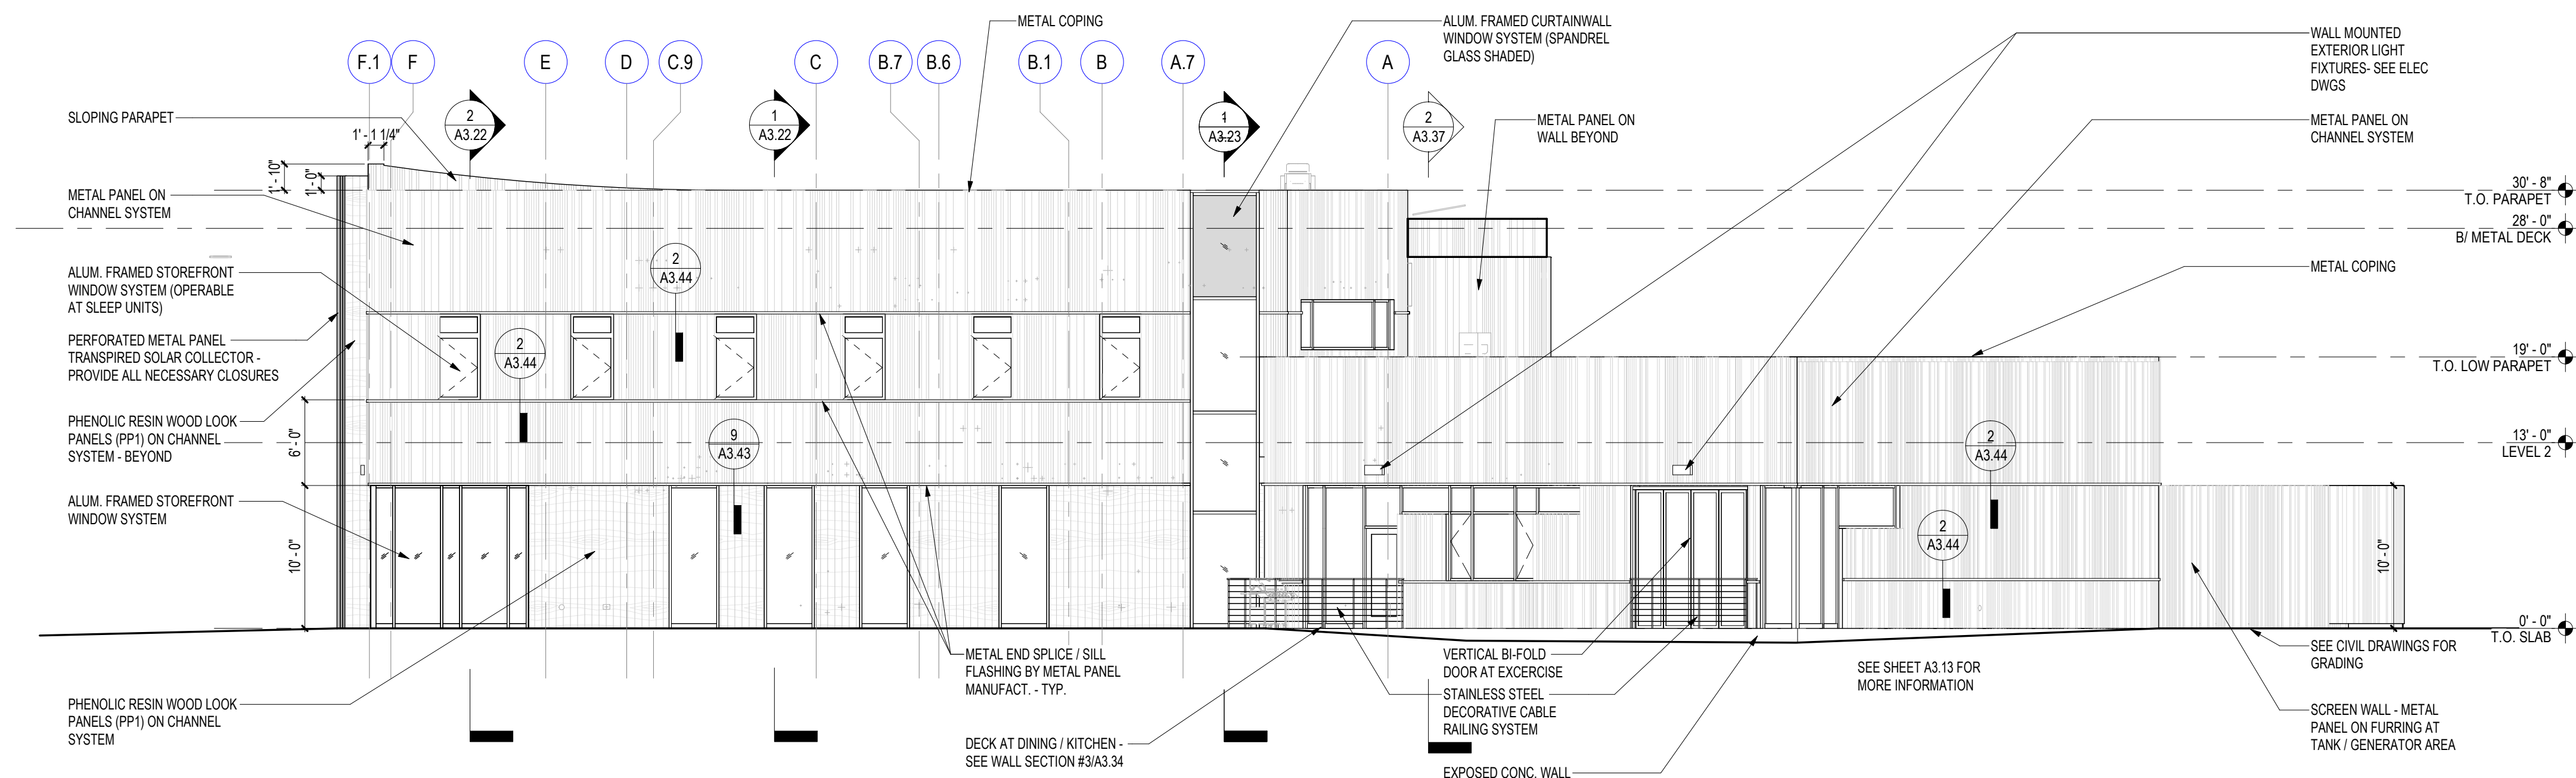 METAL COPING
ALUM. FRAMED CURTAINWALL
WINDOW SYSTEM (SPANDREL
GLASS SHADED)
WALL MOUNTED
EXTERIOR LIGHT
FIXTURES- SEE ELEC
DWGS
F.1
F
E
D
C.9
C
B.7
B.6
B.1
B
A.7
A
SLOPING PARAPET
1' - 1 1/4"
2
A3.22
1
A3.22
1
A3.23
2
A3.37
METAL PANEL ON
WALL BEYOND
METAL PANEL ON
CHANNEL SYSTEM
1' - 10"
1' - 0"
METAL PANEL ON
CHANNEL SYSTEM
30' - 8"
T.O. PARAPET
28' - 0"
B/ METAL DECK
ALUM. FRAMED STOREFRONT
WINDOW SYSTEM (OPERABLE
AT SLEEP UNITS)
2
A3.44
METAL COPING
PERFORATED METAL PANEL
TRANSPIRED SOLAR COLLECTOR -
PROVIDE ALL NECESSARY CLOSURES
2
A3.44
19' - 0"
T.O. LOW PARAPET
PHENOLIC RESIN WOOD LOOK
PANELS (PP1) ON CHANNEL
SYSTEM - BEYOND
6' - 0"
9
A3.43
2
A3.44
13' - 0"
LEVEL 2
ALUM. FRAMED STOREFRONT
WINDOW SYSTEM
10' - 0"
2
A3.44
10' - 0"
0' - 0"
T.O. SLAB
METAL END SPLICE / SILL
FLASHING BY METAL PANEL
MANUFACT. - TYP.
VERTICAL BI-FOLD
DOOR AT EXCERCISE
SEE SHEET A3.13 FOR
MORE INFORMATION
SEE CIVIL DRAWINGS FOR
GRADING
PHENOLIC RESIN WOOD LOOK
PANELS (PP1) ON CHANNEL
SYSTEM
STAINLESS STEEL
DECORATIVE CABLE
RAILING SYSTEM
SCREEN WALL - METAL
PANEL ON FURRING AT
TANK / GENERATOR AREA
DECK AT DINING / KITCHEN -
SEE WALL SECTION #3/A3.34
EXPOSED CONC. WALL